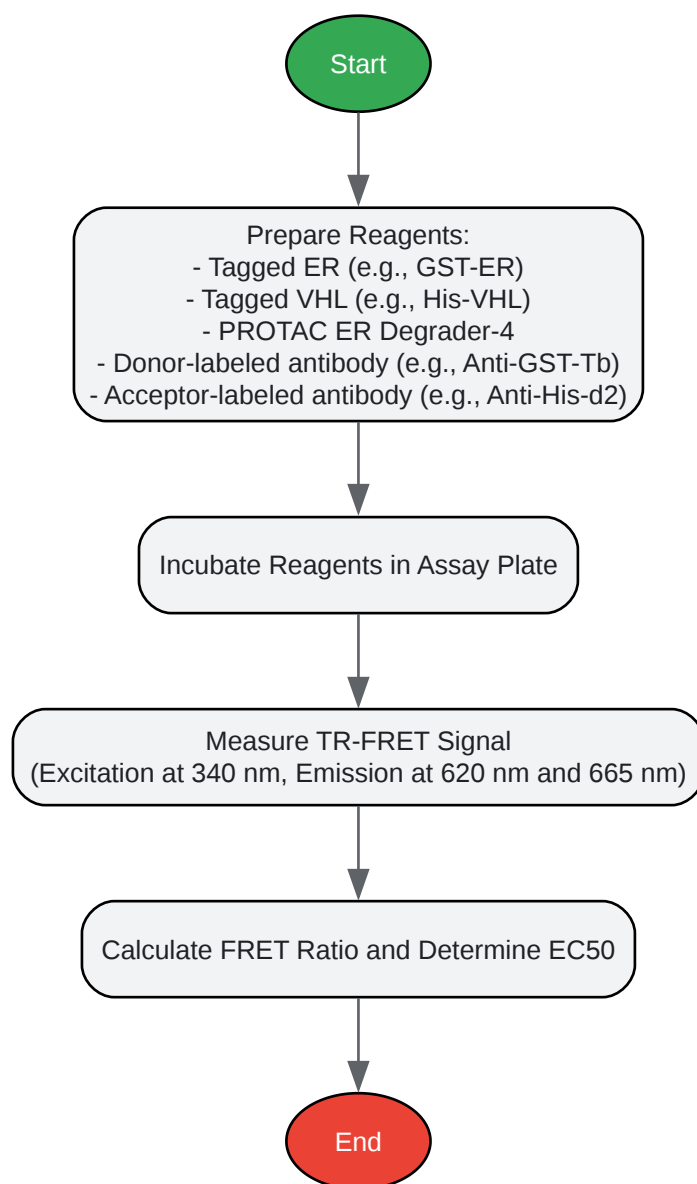 Start
Prepare Reagents:
- Tagged ER (e.g., GST-ER)
- Tagged VHL (e.g., His-VHL)
- PROTAC ER Degrader-4
- Donor-labeled antibody (e.g., Anti-GST-Tb)
- Acceptor-labeled antibody (e.g., Anti-His-d2)
Incubate Reagents in Assay Plate
Measure TR-FRET Signal
(Excitation at 340 nm, Emission at 620 nm and 665 nm)
Calculate FRET Ratio and Determine EC50
End